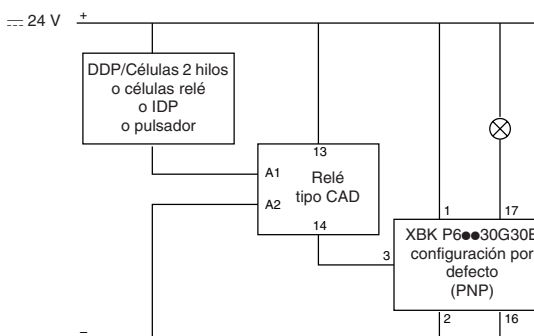 ⎓ 24 V
+
DDP/Células 2 hilos
o células relé
o IDP
o pulsador
13
A1
Relé
tipo CAD
A2
14
1
17
3
XBK P6●●30G30E
configuración por
defecto
(PNP)
2
16
–